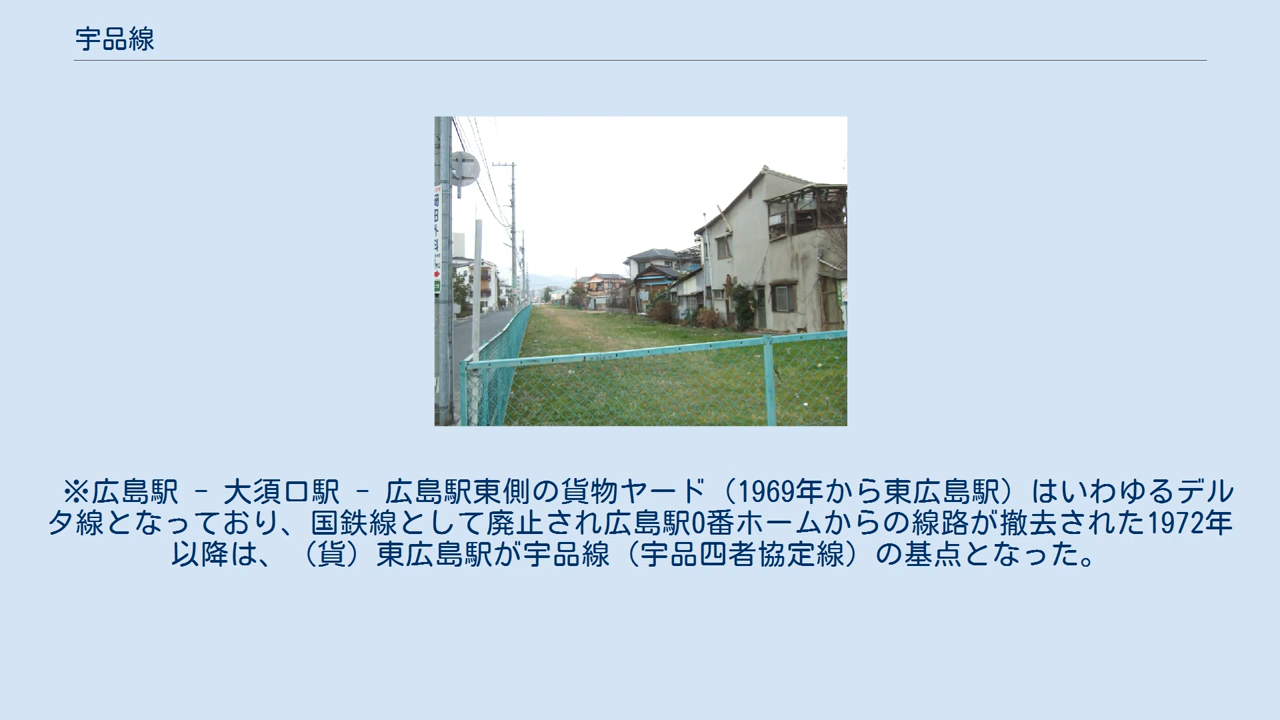 宇品線
※広島駅 - 大須口駅 - 広島駅東側の貨物ヤード（1969年から東広島駅）はいわゆるデル
タ線となっており、国鉄線として廃止され広島駅0番ホームからの線路が撤去された1972年
以降は、（貨）東広島駅が宇品線（宇品四者協定線）の基点となった。